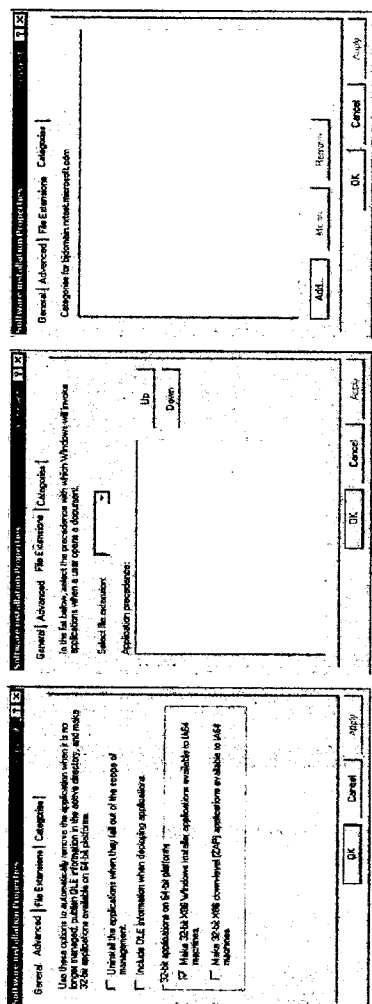 Software Installation Properties
General Advanced File Extensions Categories
Use these options to automatically remove the application when it is no
longer managed, publish OLE information in the active directory, and make
32-bit applications available on 64-bit platforms.
Uninstall the applications when they fall out of the scope of
management.
Include OLE information when deploying applications.
32-bit applications on 64-bit platforms
Make 32-bit X86 Windows Installer applications available to IA64
machines.
Make 32-bit X86 down-level (ZAP) applications available to IA64
machines.
OK
Cancel
Apply
Software Installation Properties
General Advanced File Extensions Categories
In the list below, select the precedence with which Windows will invoke
applications when a user opens a document.
Select file extension:
Application precedence:
Up
Down
OK
Cancel
Apply
Software Installation Properties
General Advanced File Extensions Categories
Categories for bjdomain.nttest.microsoft.com
Add...
Remove
OK
Cancel
Apply